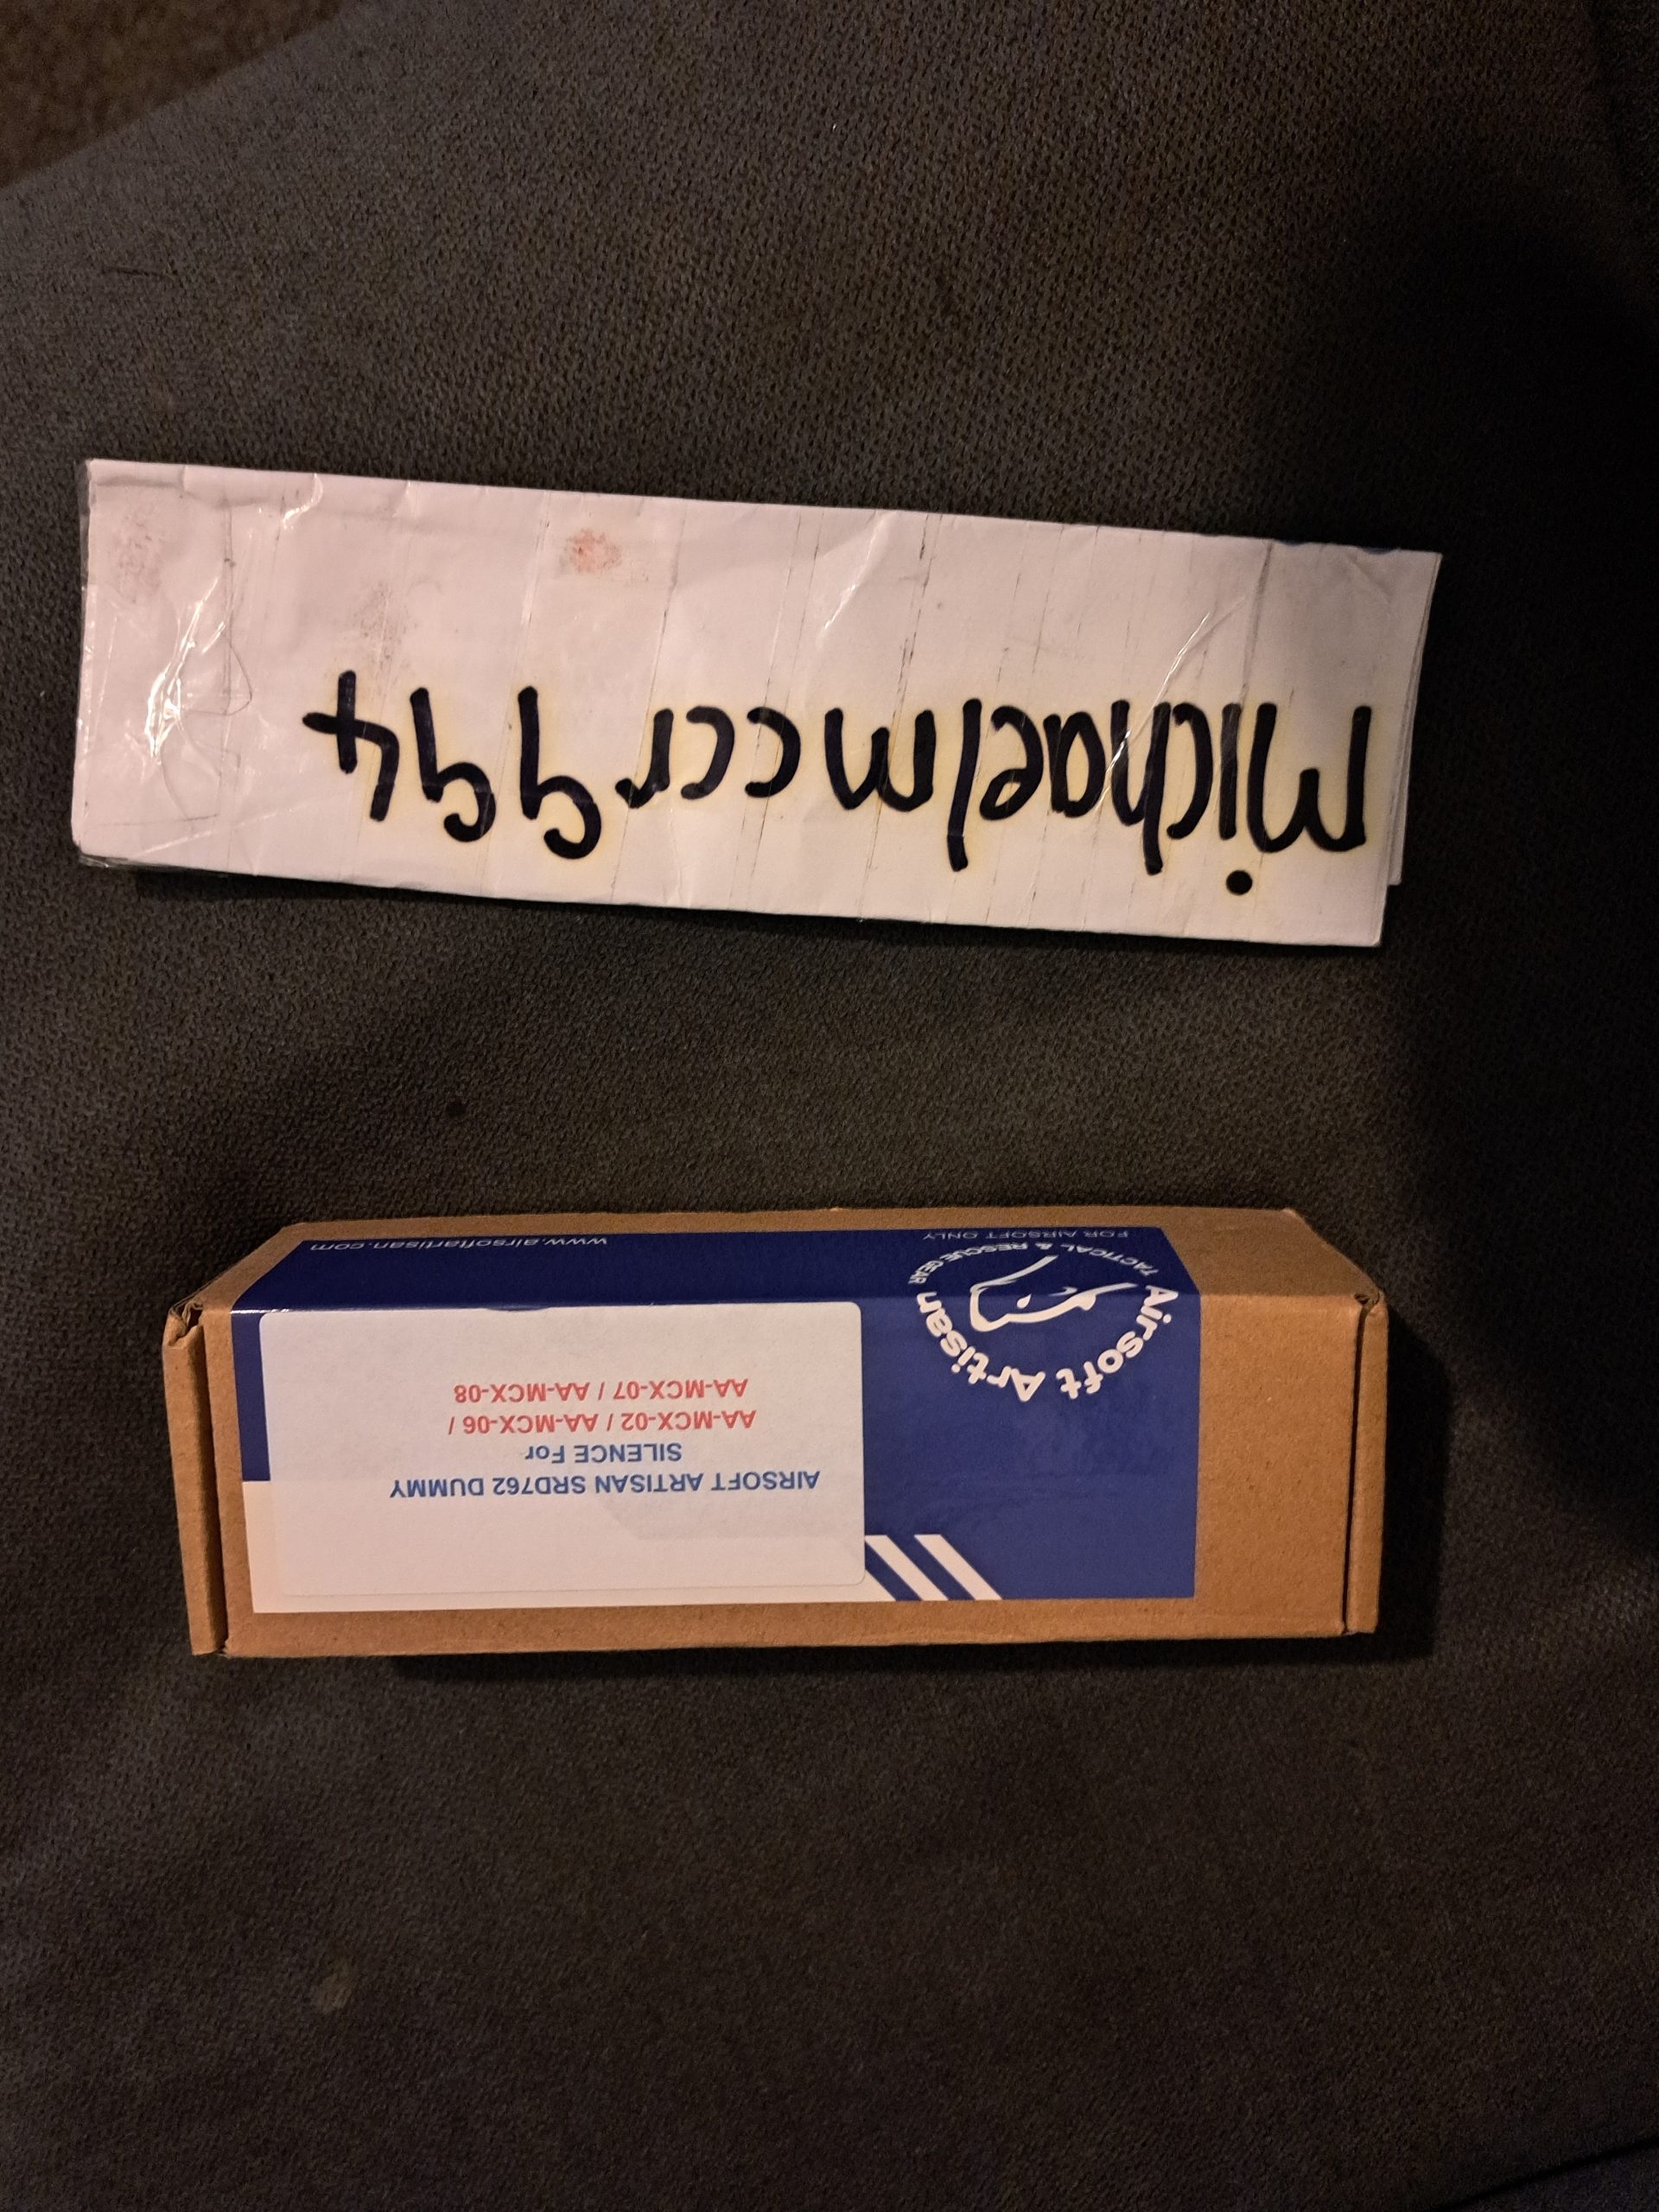 AIRSOFT ARTISAN SRD762 DUMMY
SILENCE For
AA-MCX-02 / AA-MCX-06 /
AA-MCX-07 / AA-MCX-08
Airsoft Artisan
TACTICAL & RESCUE GEAR
FOR AIRSOFT ONLY
www.airsoftartisan.com
michaelmccr994